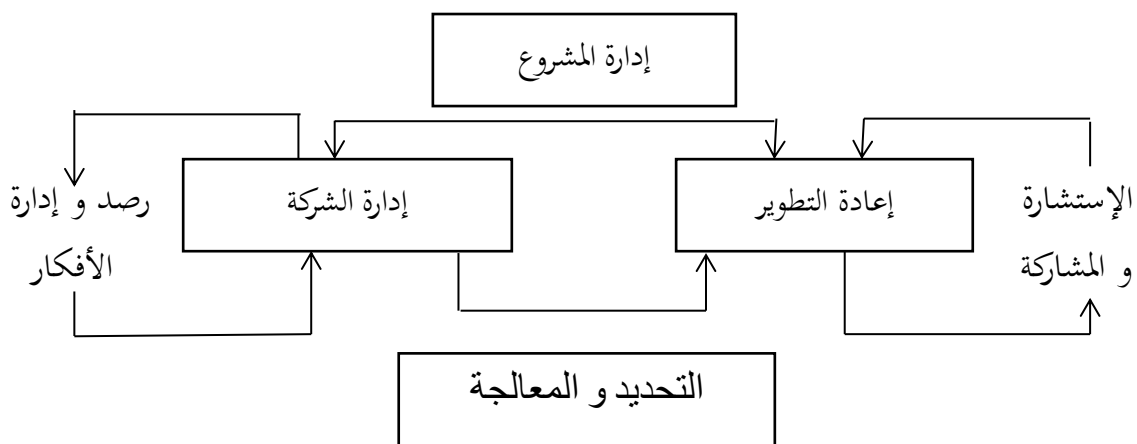 إدارة المشروع
إعادة التطوير
إدارة الشركة
الإستشارة
و المشاركة
رصد و إدارة
الأفكار
التحديد و المعالجة